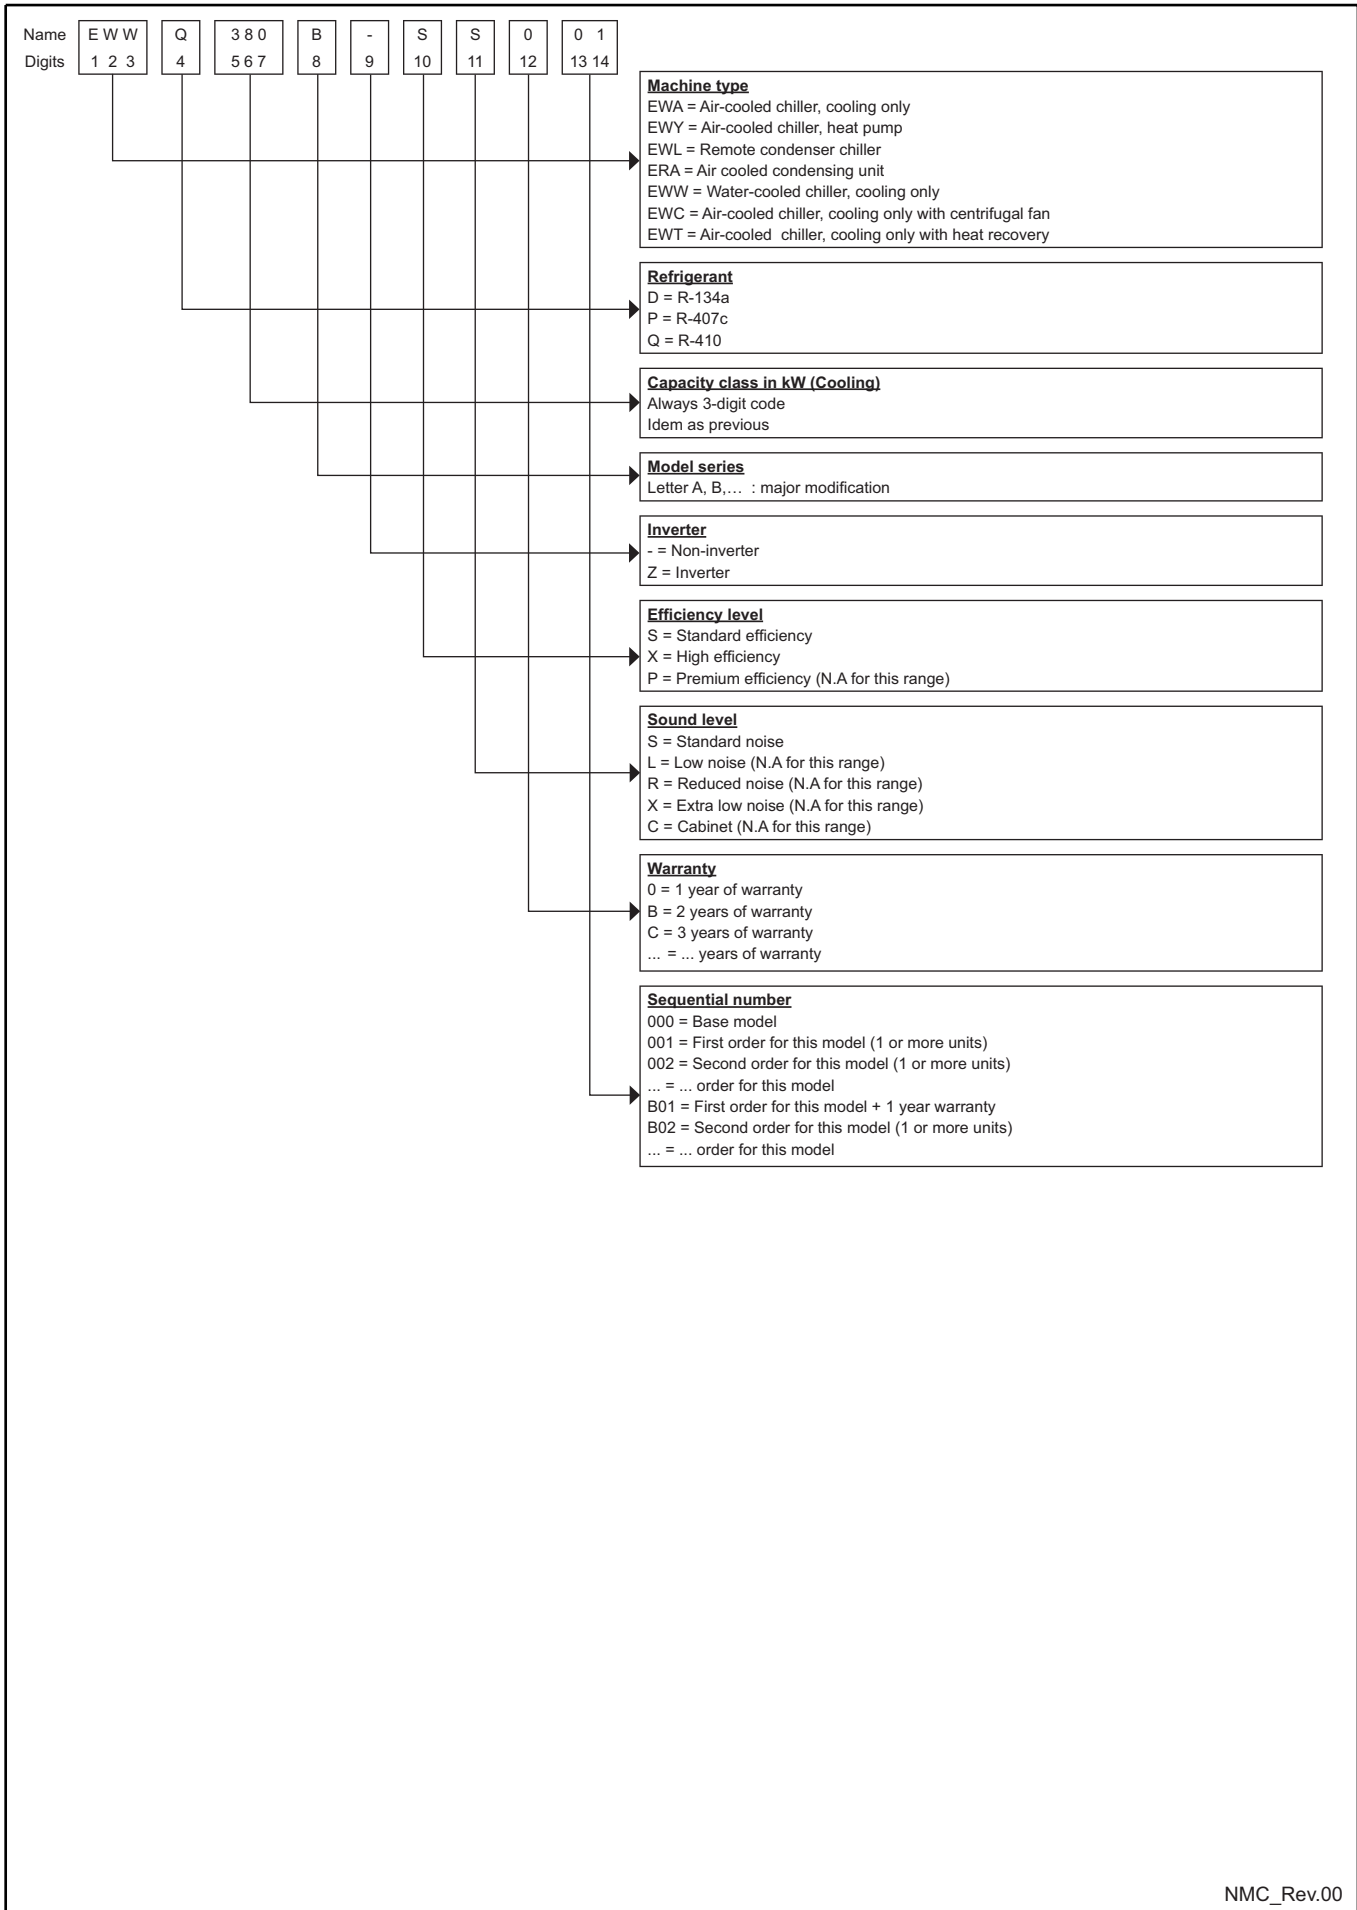 Name E W W Q 3 8 0 B - S S 0 0 1
Digits 1 2 3 4 5 6 7 8 9 10 11 12 13 14
Machine type
EWA = Air-cooled chiller, cooling only
EWY = Air-cooled chiller, heat pump
EWL = Remote condenser chiller
ERA = Air cooled condensing unit
EWW = Water-cooled chiller, cooling only
EWC = Air-cooled chiller, cooling only with centrifugal fan
EWT = Air-cooled chiller, cooling only with heat recovery
Refrigerant
D = R-134a
P = R-407c
Q = R-410
Capacity class in kW (Cooling)
Always 3-digit code
Idem as previous
Model series
Letter A, B,... : major modification
Inverter
- = Non-inverter
Z = Inverter
Efficiency level
S = Standard efficiency
X = High efficiency
P = Premium efficiency (N.A for this range)
Sound level
S = Standard noise
L = Low noise (N.A for this range)
R = Reduced noise (N.A for this range)
X = Extra low noise (N.A for this range)
C = Cabinet (N.A for this range)
Warranty
0 = 1 year of warranty
B = 2 years of warranty
C = 3 years of warranty
... = ... years of warranty
Sequential number
000 = Base model
001 = First order for this model (1 or more units)
002 = Second order for this model (1 or more units)
... = ... order for this model
B01 = First order for this model + 1 year warranty
B02 = Second order for this model (1 or more units)
... = ... order for this model
NMC_Rev.00